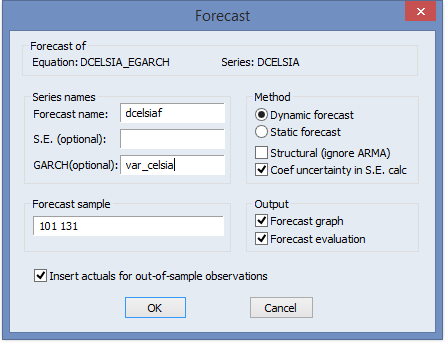 Forecast
Forecast of
Equation: DCELSIA_EGARCH Series: DCELSIA
Series names
Forecast name: dcelsiaf
S.E. (optional):
GARCH(optional): var_celsia
Method
Dynamic forecast
Static forecast
Structural (ignore ARMA)
Coef uncertainty in S.E. calc
Forecast sample
101 131
Output
Forecast graph
Forecast evaluation
Insert actuals for out-of-sample observations
OK Cancel